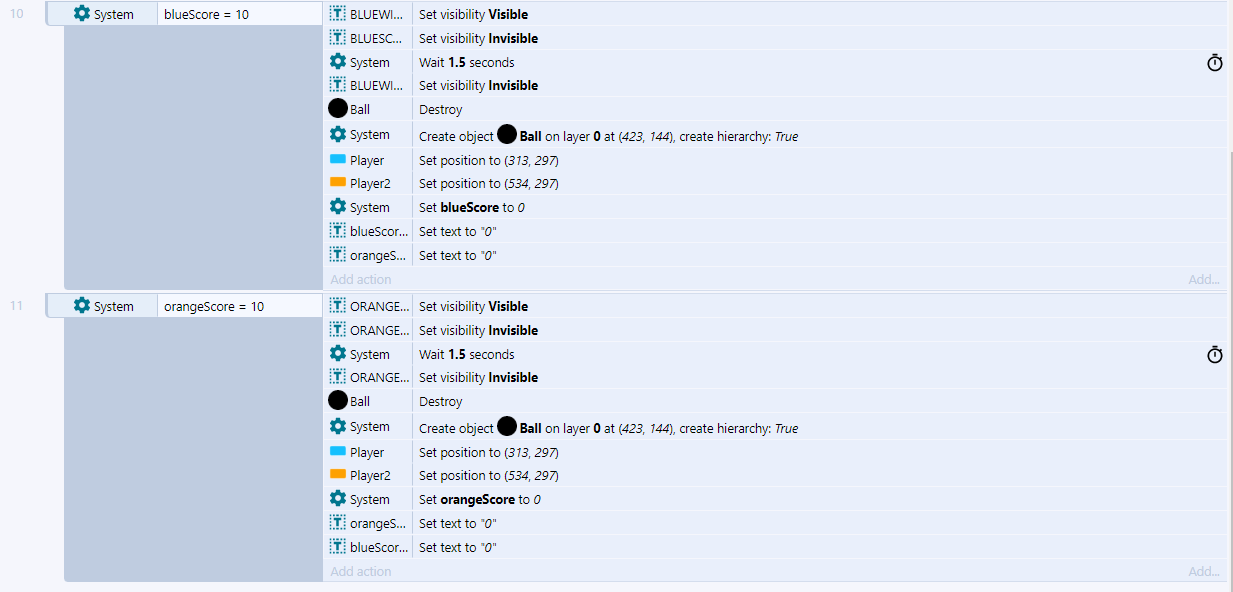 10 System blueScore = 10 BLUEWI... Set visibility Visible
BLUESC... Set visibility Invisible
System Wait 1.5 seconds
BLUEWI... Set visibility Invisible
Ball Destroy
System Create object Ball on layer 0 at (423, 144), create hierarchy: True
Player Set position to (313, 297)
Player2 Set position to (534, 297)
System Set blueScore to 0
blueScor... Set text to "0"
orangeS... Set text to "0"
Add action Add...
11 System orangeScore = 10 ORANGE... Set visibility Visible
ORANGE... Set visibility Invisible
System Wait 1.5 seconds
ORANGE... Set visibility Invisible
Ball Destroy
System Create object Ball on layer 0 at (423, 144), create hierarchy: True
Player Set position to (313, 297)
Player2 Set position to (534, 297)
System Set orangeScore to 0
orangeS... Set text to "0"
blueScor... Set text to "0"
Add action Add...